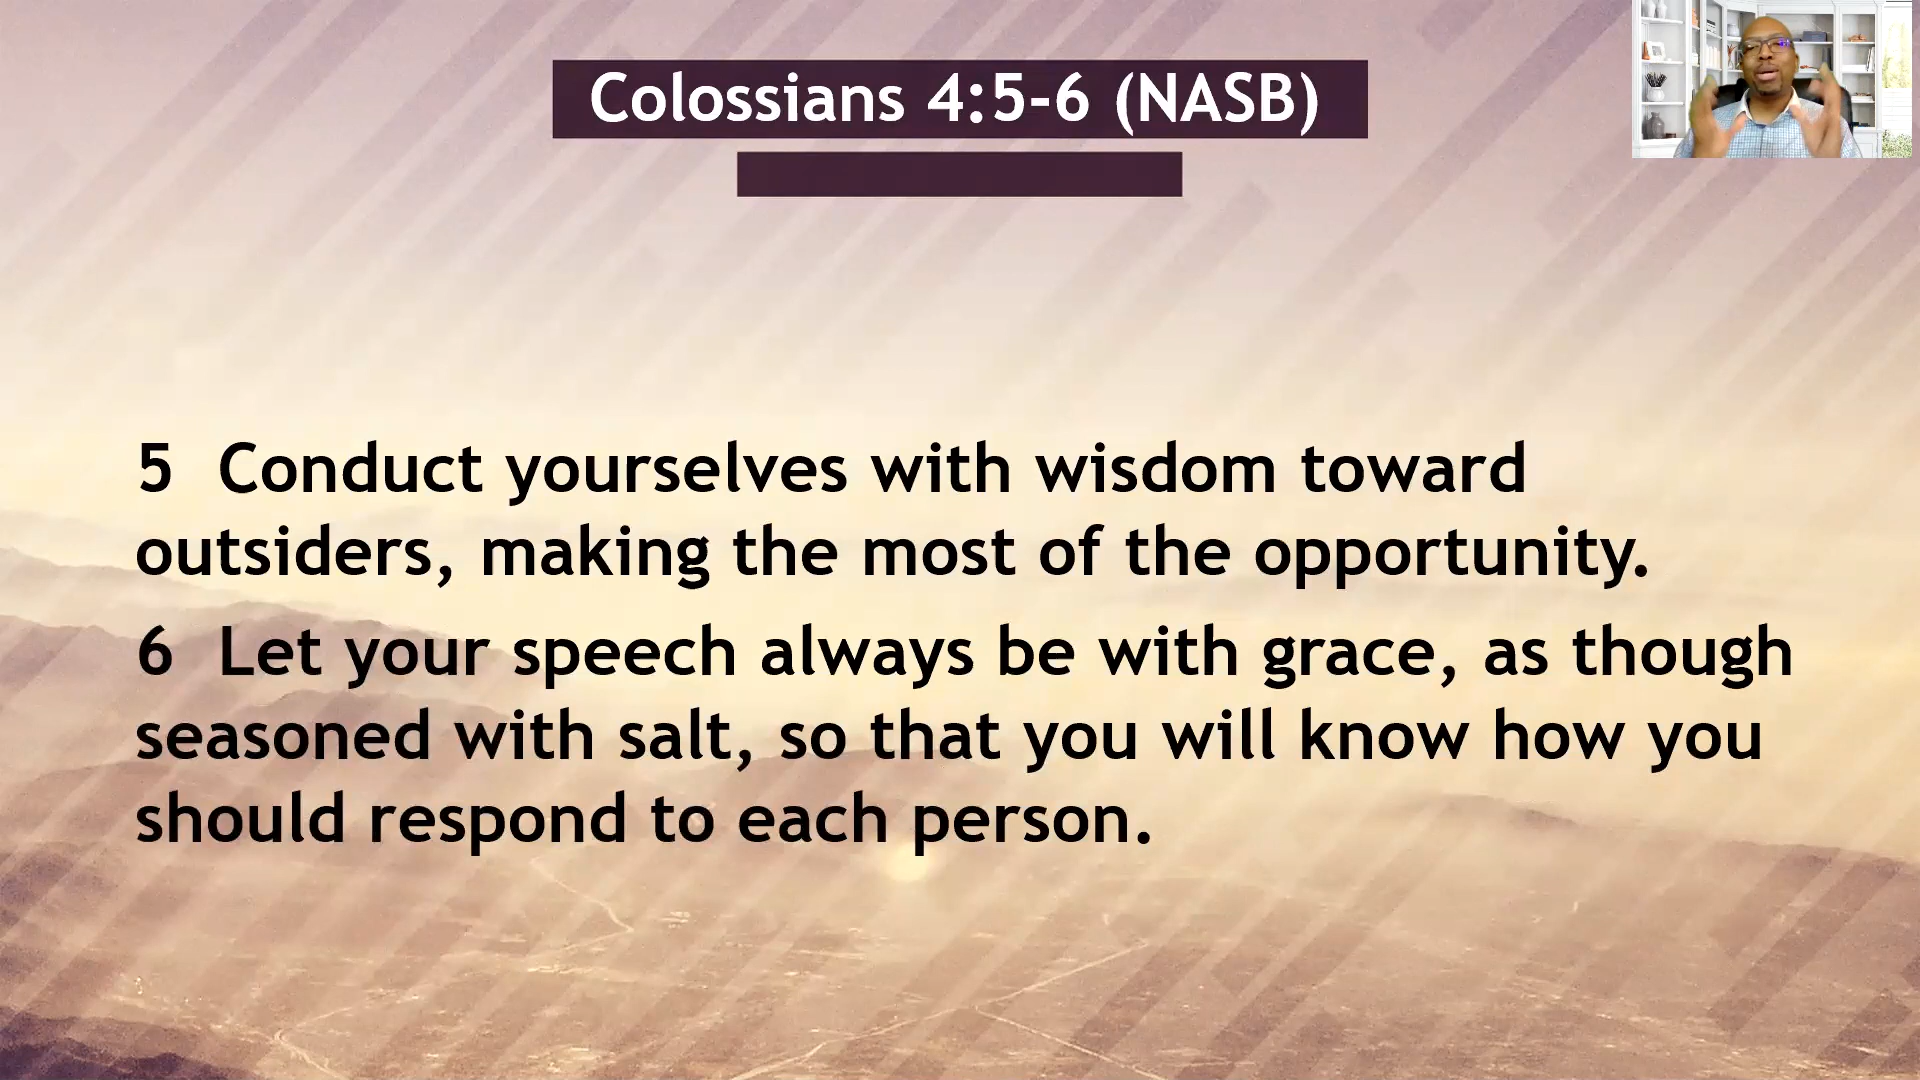 Colossians 4:5-6 (NASB)
5 Conduct yourselves with wisdom toward
outsiders, making the most of the opportunity.
6 Let your speech always be with grace, as though
seasoned with salt, so that you will know how you
should respond to each person.